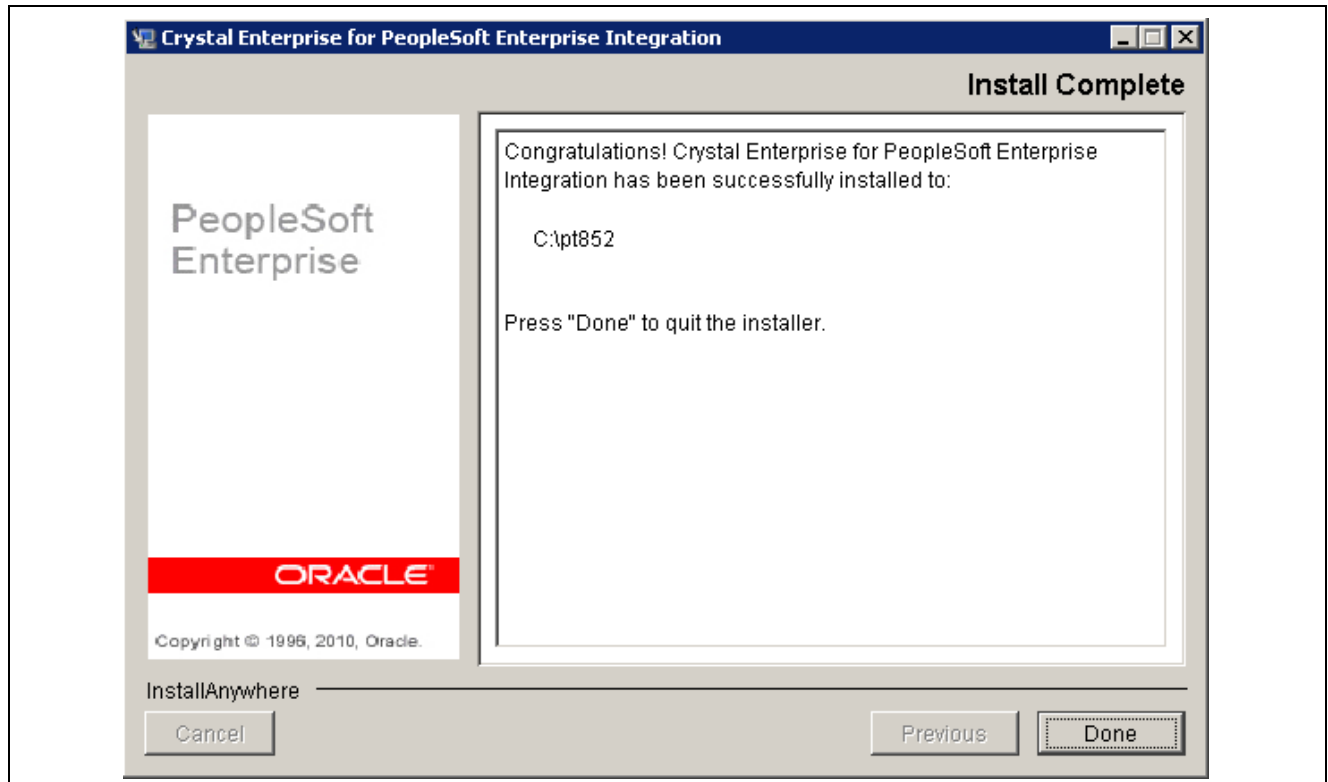 Crystal Enterprise for PeopleSoft Enterprise Integration
Install Complete
PeopleSoft
Enterprise
ORACLE®
Copyright © 1996, 2010, Oracle.
Congratulations! Crystal Enterprise for PeopleSoft Enterprise
Integration has been successfully installed to:
C:\pt852
Press "Done" to quit the installer.
InstallAnywhere
Cancel
Previous
Done